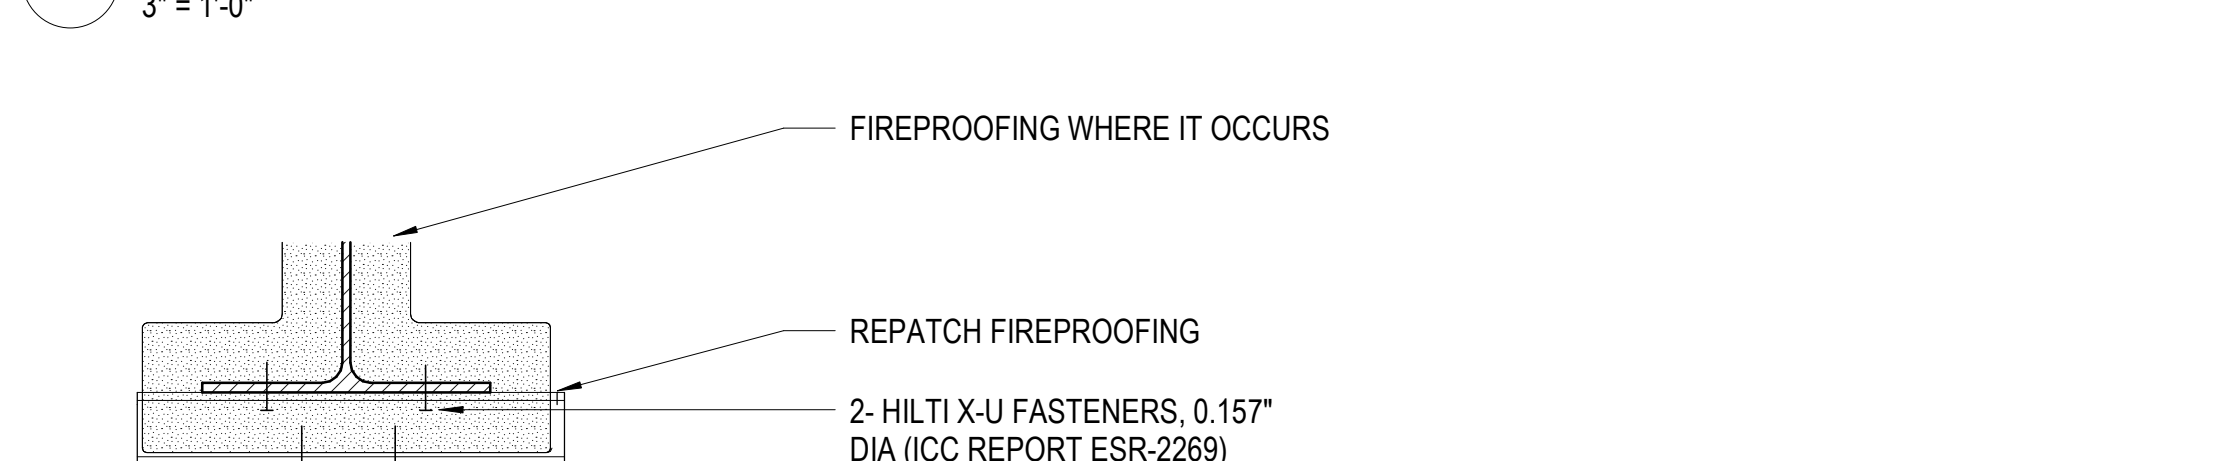 3" = 1'-0"
FIREPROOFING WHERE IT OCCURS
REPATCH FIREPROOFING
2- HILTI X-U FASTENERS, 0.157"
DIA (ICC REPORT ESR-2269)